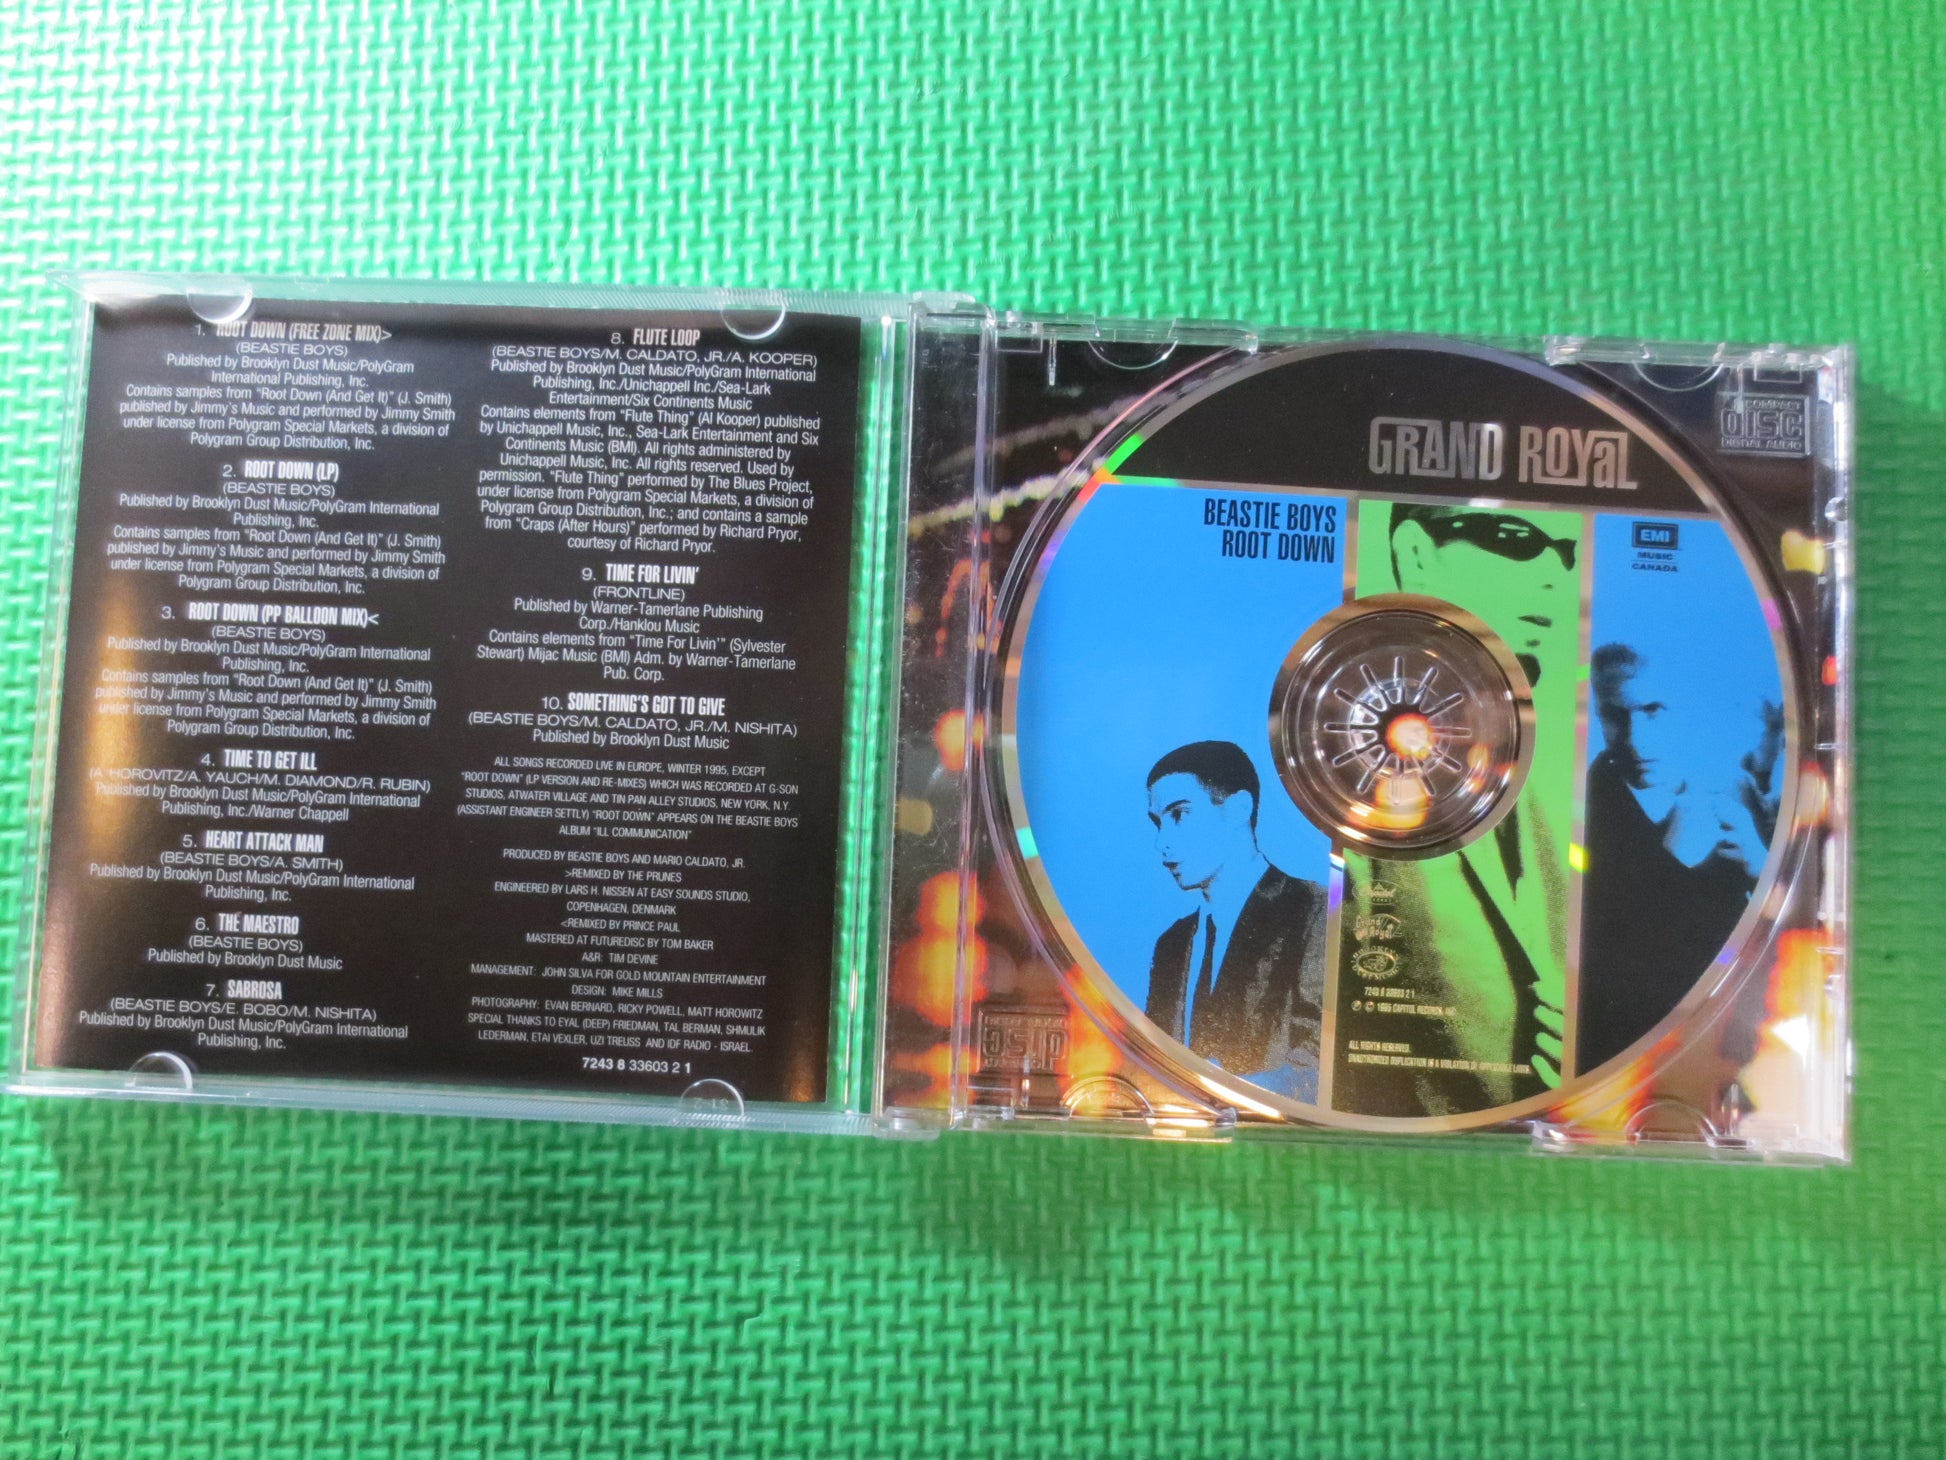 1. ROOT DOWN (FREE ZONE MIX)>
(BEASTIE BOYS)
Published by Brooklyn Dust Music/PolyGram
International Publishing, Inc.
Contains samples from "Root Down (And Get It)" (J. Smith)
published by Jimmy's Music and performed by Jimmy Smith
under license from Polygram Special Markets, a division of
Polygram Group Distribution, Inc.
2. ROOT DOWN (LP)
(BEASTIE BOYS)
Published by Brooklyn Dust Music/PolyGram International
Publishing, Inc.
Contains samples from "Root Down (And Get It)" (J. Smith)
published by Jimmy's Music and performed by Jimmy Smith
under license from Polygram Special Markets, a division of
Polygram Group Distribution, Inc.
3. ROOT DOWN (PP BALLOON MIX)<
(BEASTIE BOYS)
Published by Brooklyn Dust Music/PolyGram International
Publishing, Inc.
Contains samples from "Root Down (And Get It)" (J. Smith)
published by Jimmy's Music and performed by Jimmy Smith
under license from Polygram Special Markets, a division of
Polygram Group Distribution, Inc.
4. TIME TO GET ILL
(A. HOROVITZ/A. YAUCH/M. DIAMOND/R. RUBIN)
Published by Brooklyn Dust Music/PolyGram International
Publishing, Inc./Warner Chappell
5. HEART ATTACK MAN
(BEASTIE BOYS/A. SMITH)
Published by Brooklyn Dust Music/PolyGram International
Publishing, Inc.
6. THE MAESTRO
(BEASTIE BOYS)
Published by Brooklyn Dust Music
7. SABROSA
(BEASTIE BOYS/E. BOBO/M. NISHITA)
Published by Brooklyn Dust Music/PolyGram International
Publishing, Inc.
8. FLUTE LOOP
(BEASTIE BOYS/M. CALDATO, JR./A. KOOPER)
Published by Brooklyn Dust Music/PolyGram International
Publishing, Inc./Unichappell Inc./Sea-Lark
Entertainment/Six Continents Music
Contains elements from "Flute Thing" (Al Kooper) published
by Unichappell Music, Inc., Sea-Lark Entertainment and Six
Continents Music (BMI). All rights administered by
Unichappell Music, Inc. All rights reserved. Used by
permission. "Flute Thing" performed by The Blues Project,
under license from Polygram Special Markets, a division of
Polygram Group Distribution, Inc.; and contains a sample
from "Craps (After Hours)" performed by Richard Pryor,
courtesy of Richard Pryor.
9. TIME FOR LIVIN'
(FRONTLINE)
Published by Warner-Tamerlane Publishing
Corp./Hanklou Music
Contains elements from "Time For Livin'" (Sylvester
Stewart) Mijac Music (BMI) Adm. by Warner-Tamerlane
Pub. Corp.
10. SOMETHING'S GOT TO GIVE
(BEASTIE BOYS/M. CALDATO, JR./M. NISHITA)
Published by Brooklyn Dust Music
ALL SONGS RECORDED LIVE IN EUROPE, WINTER 1995, EXCEPT
"ROOT DOWN" (LP VERSION AND RE-MIXES) WHICH WAS RECORDED AT G-SON
STUDIOS, ATWATER VILLAGE AND TIN PAN ALLEY STUDIOS, NEW YORK, N.Y.
(ASSISTANT ENGINEER SETTLY) "ROOT DOWN" APPEARS ON THE BEASTIE BOYS
ALBUM "ILL COMMUNICATION"
PRODUCED BY BEASTIE BOYS AND MARIO CALDATO, JR.
>REMIXED BY THE PRUNES
ENGINEERED BY LARS H. NISSEN AT EASY SOUNDS STUDIO,
COPENHAGEN, DENMARK
<REMIXED BY PRINCE PAUL
MASTERED AT FUTUREDISC BY TOM BAKER
A&R: TIM DEVINE
MANAGEMENT: JOHN SILVA FOR GOLD MOUNTAIN ENTERTAINMENT
DESIGN: MIKE MILLS
PHOTOGRAPHY: EVAN BERNARD, RICKY POWELL, MATT HOROWITZ
SPECIAL THANKS TO EYAL (DEEP) FRIEDMAN, TAL BERMAN, SHMULIK
LEDERMAN, ETAI VEXLER, UZI TREUSS AND IDF RADIO - ISRAEL.
7243 8 33603 2 1
GRAND ROYAL
BEASTIE BOYS
ROOT DOWN
EMI
MUSIC
CANADA
COMPACT
DISC
DIGITAL AUDIO
Capitol
Grand
Royal
7243 8 33603 2 1
℗ © 1995 CAPITOL RECORDS, INC.
ALL RIGHTS RESERVED.
UNAUTHORIZED DUPLICATION IS A VIOLATION OF APPLICABLE LAWS.
disc